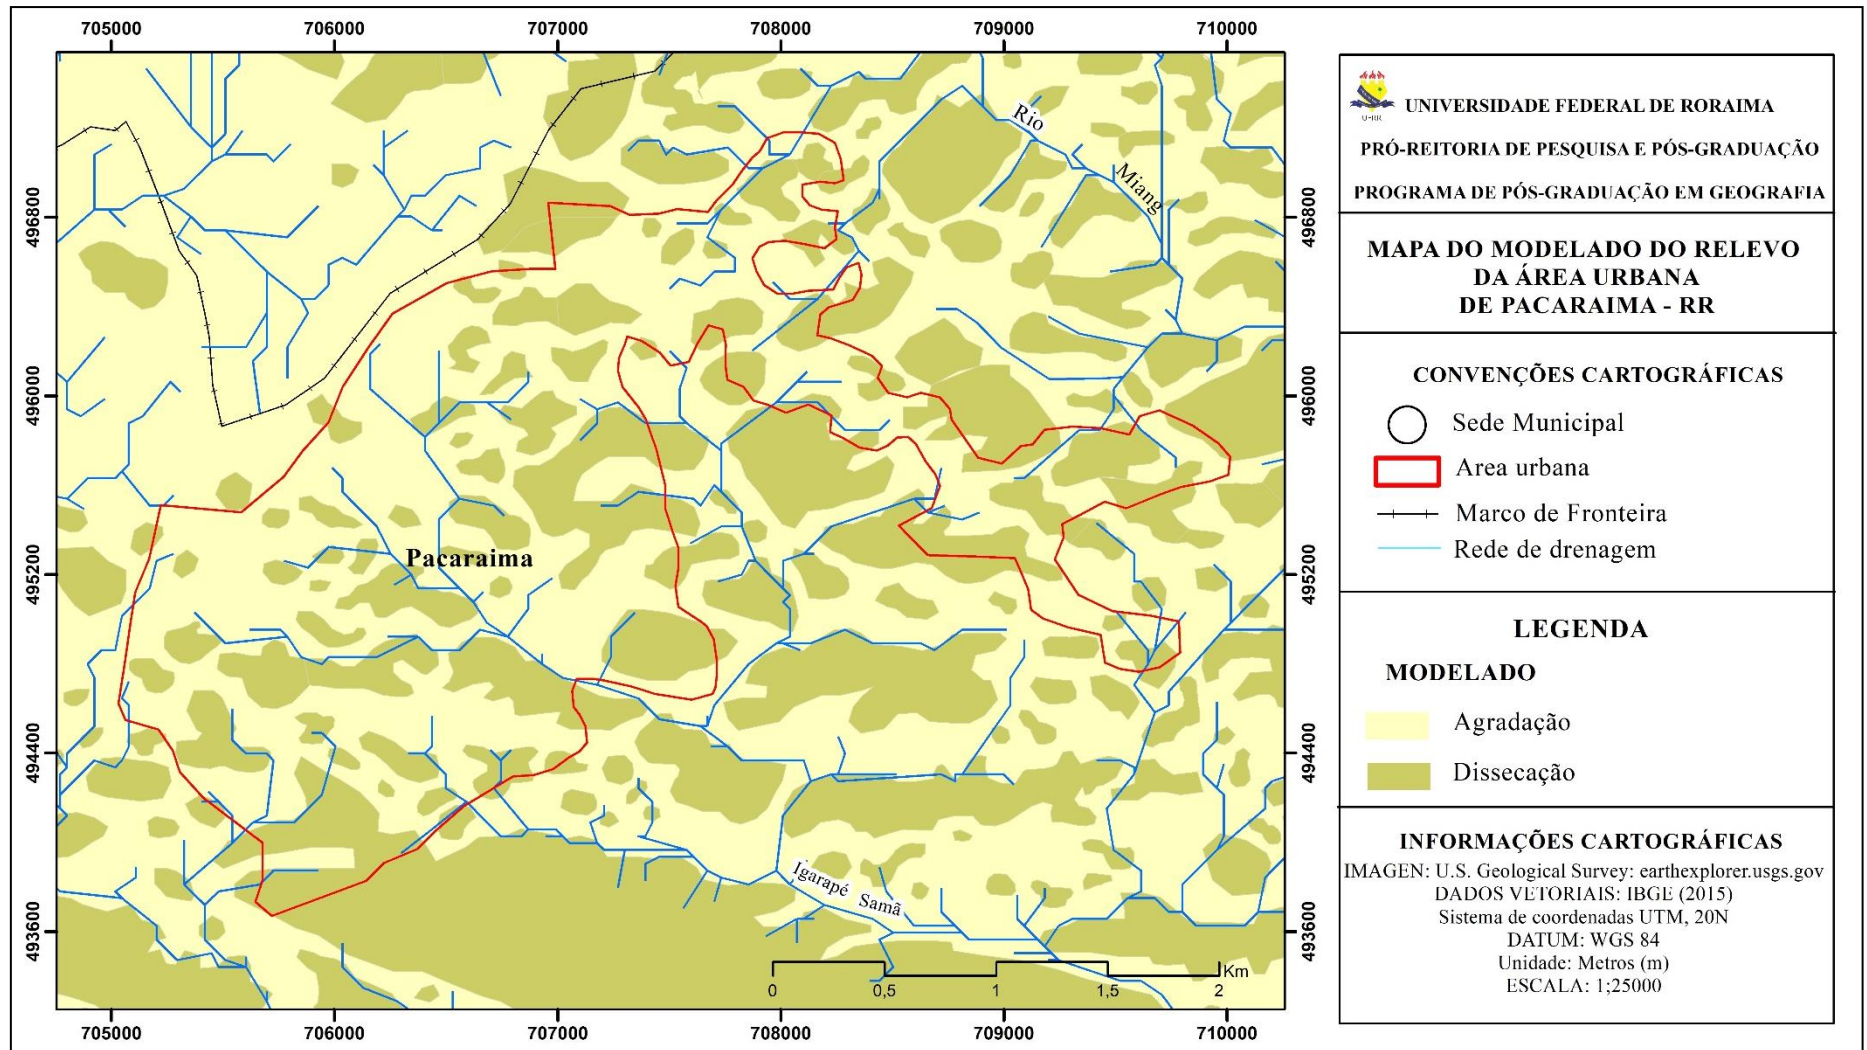 705000 706000 707000 708000 709000 710000
496800
496000
495200
494400
493600
Rio
Miang
Pacaraima
Igarapé Samã
0 0,5 1 1,5 2
Km
496800
496000
495200
494400
493600
705000 706000 707000 708000 709000 710000
UFRR
UNIVERSIDADE FEDERAL DE RORAIMA
PRÓ-REITORIA DE PESQUISA E PÓS-GRADUAÇÃO
PROGRAMA DE PÓS-GRADUAÇÃO EM GEOGRAFIA
MAPA DO MODELADO DO RELEVO
DA ÁREA URBANA
DE PACARAIMA - RR
CONVENÇÕES CARTOGRÁFICAS
Sede Municipal
Area urbana
Marco de Fronteira
Rede de drenagem
LEGENDA
MODELADO
Agradação
Dissecação
INFORMAÇÕES CARTOGRÁFICAS
IMAGEN: U.S. Geological Survey: earthexplorer.usgs.gov
DADOS VETORIAIS: IBGE (2015)
Sistema de coordenadas UTM, 20N
DATUM: WGS 84
Unidade: Metros (m)
ESCALA: 1;25000